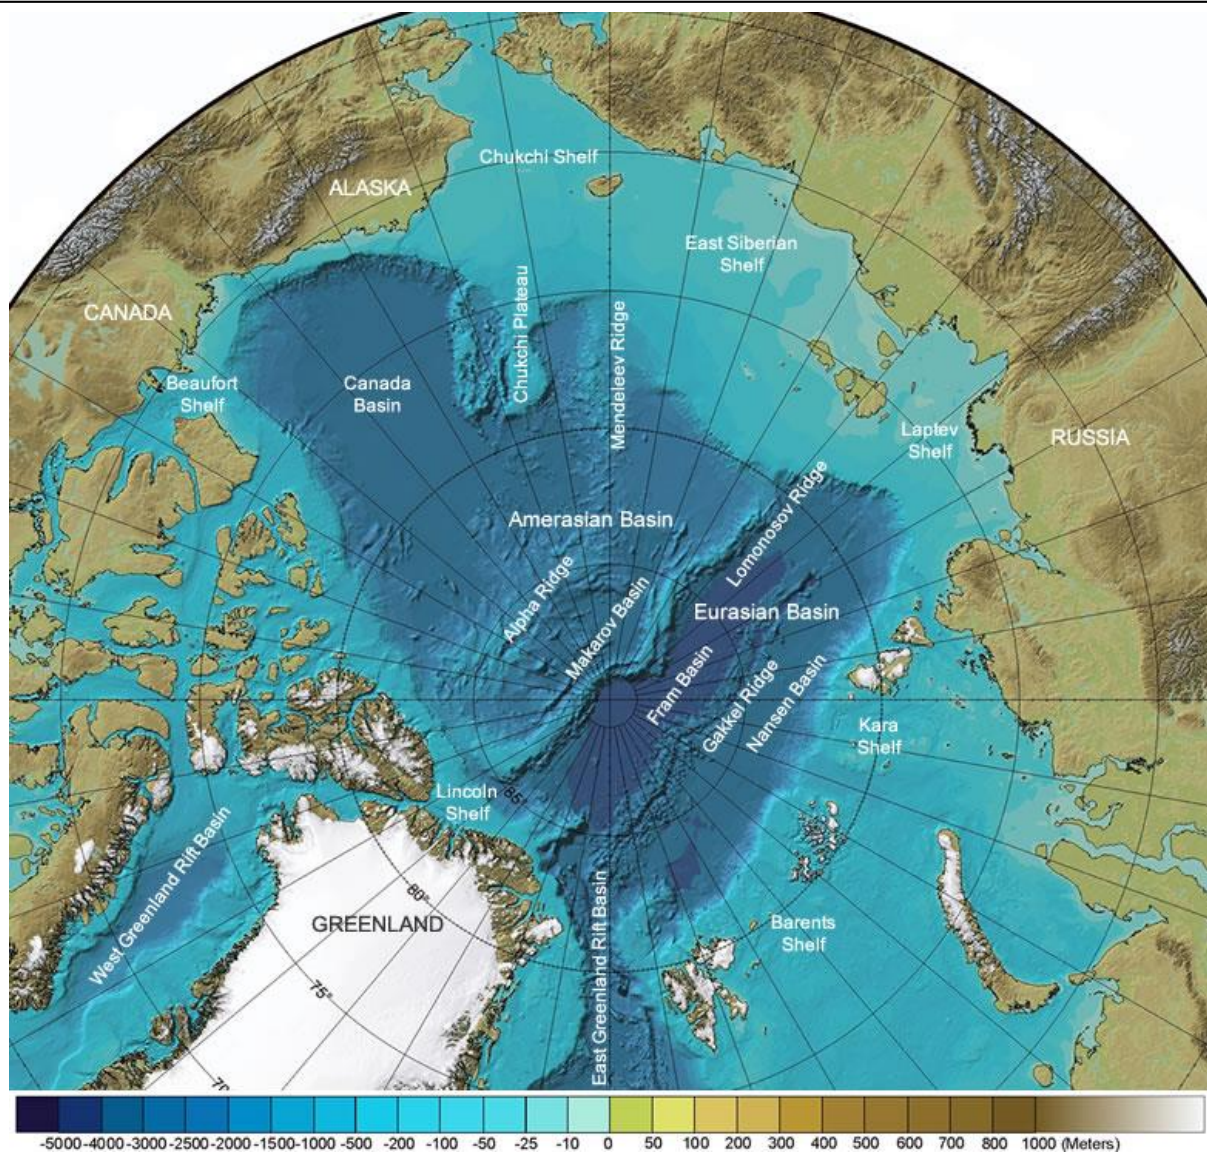 Chukchi Shelf
ALASKA
East Siberian
Shelf
CANADA
Chukchi Plateau
Mendeleev Ridge
Beaufort
Shelf
Canada
Basin
Laptev
Shelf
RUSSIA
Amerasian Basin
Lomonosov Ridge
Alpha Ridge
Makarov Basin
Eurasian Basin
Fram Basin
Gakkel Ridge
Nansen Basin
Kara
Shelf
Lincoln
Shelf
85°
West Greenland Rift Basin
80°
GREENLAND
East Greenland Rift Basin
Barents
Shelf
75°
70
-5000 -4000 -3000 -2500 -2000 -1500 -1000 -500 -200 -100 -50 -25 -10 0 50 100 200 300 400 500 600 700 800 1000 (Meters)